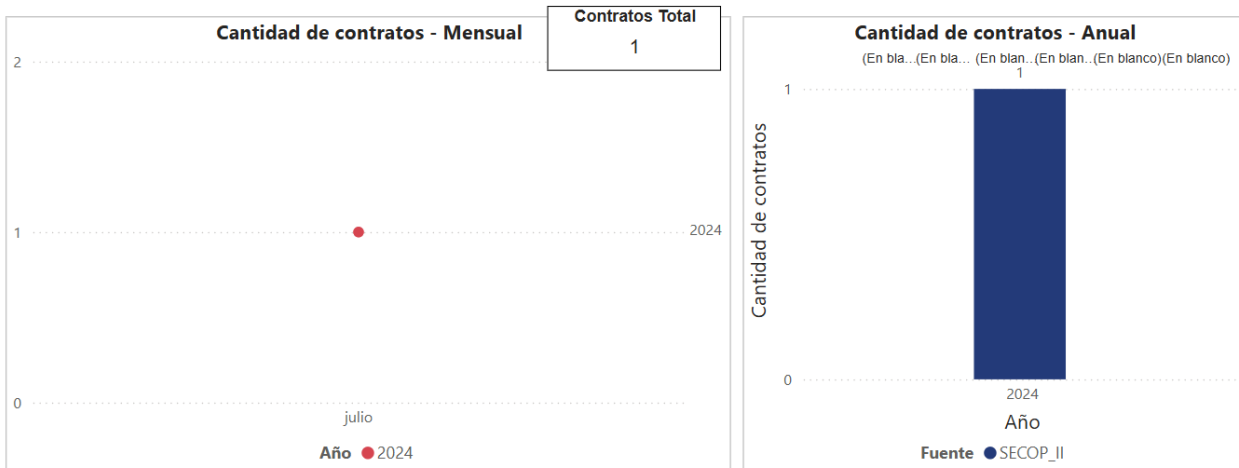 Cantidad de contratos - Mensual
Contratos Total
1
2
1
0
2024
julio
Año 2024
Cantidad de contratos - Anual
(En bla... (En bla... (En blan... (En blan... (En blanco) (En blanco)
1
1
0
Cantidad de contratos
2024
Año
Fuente SECOP_II